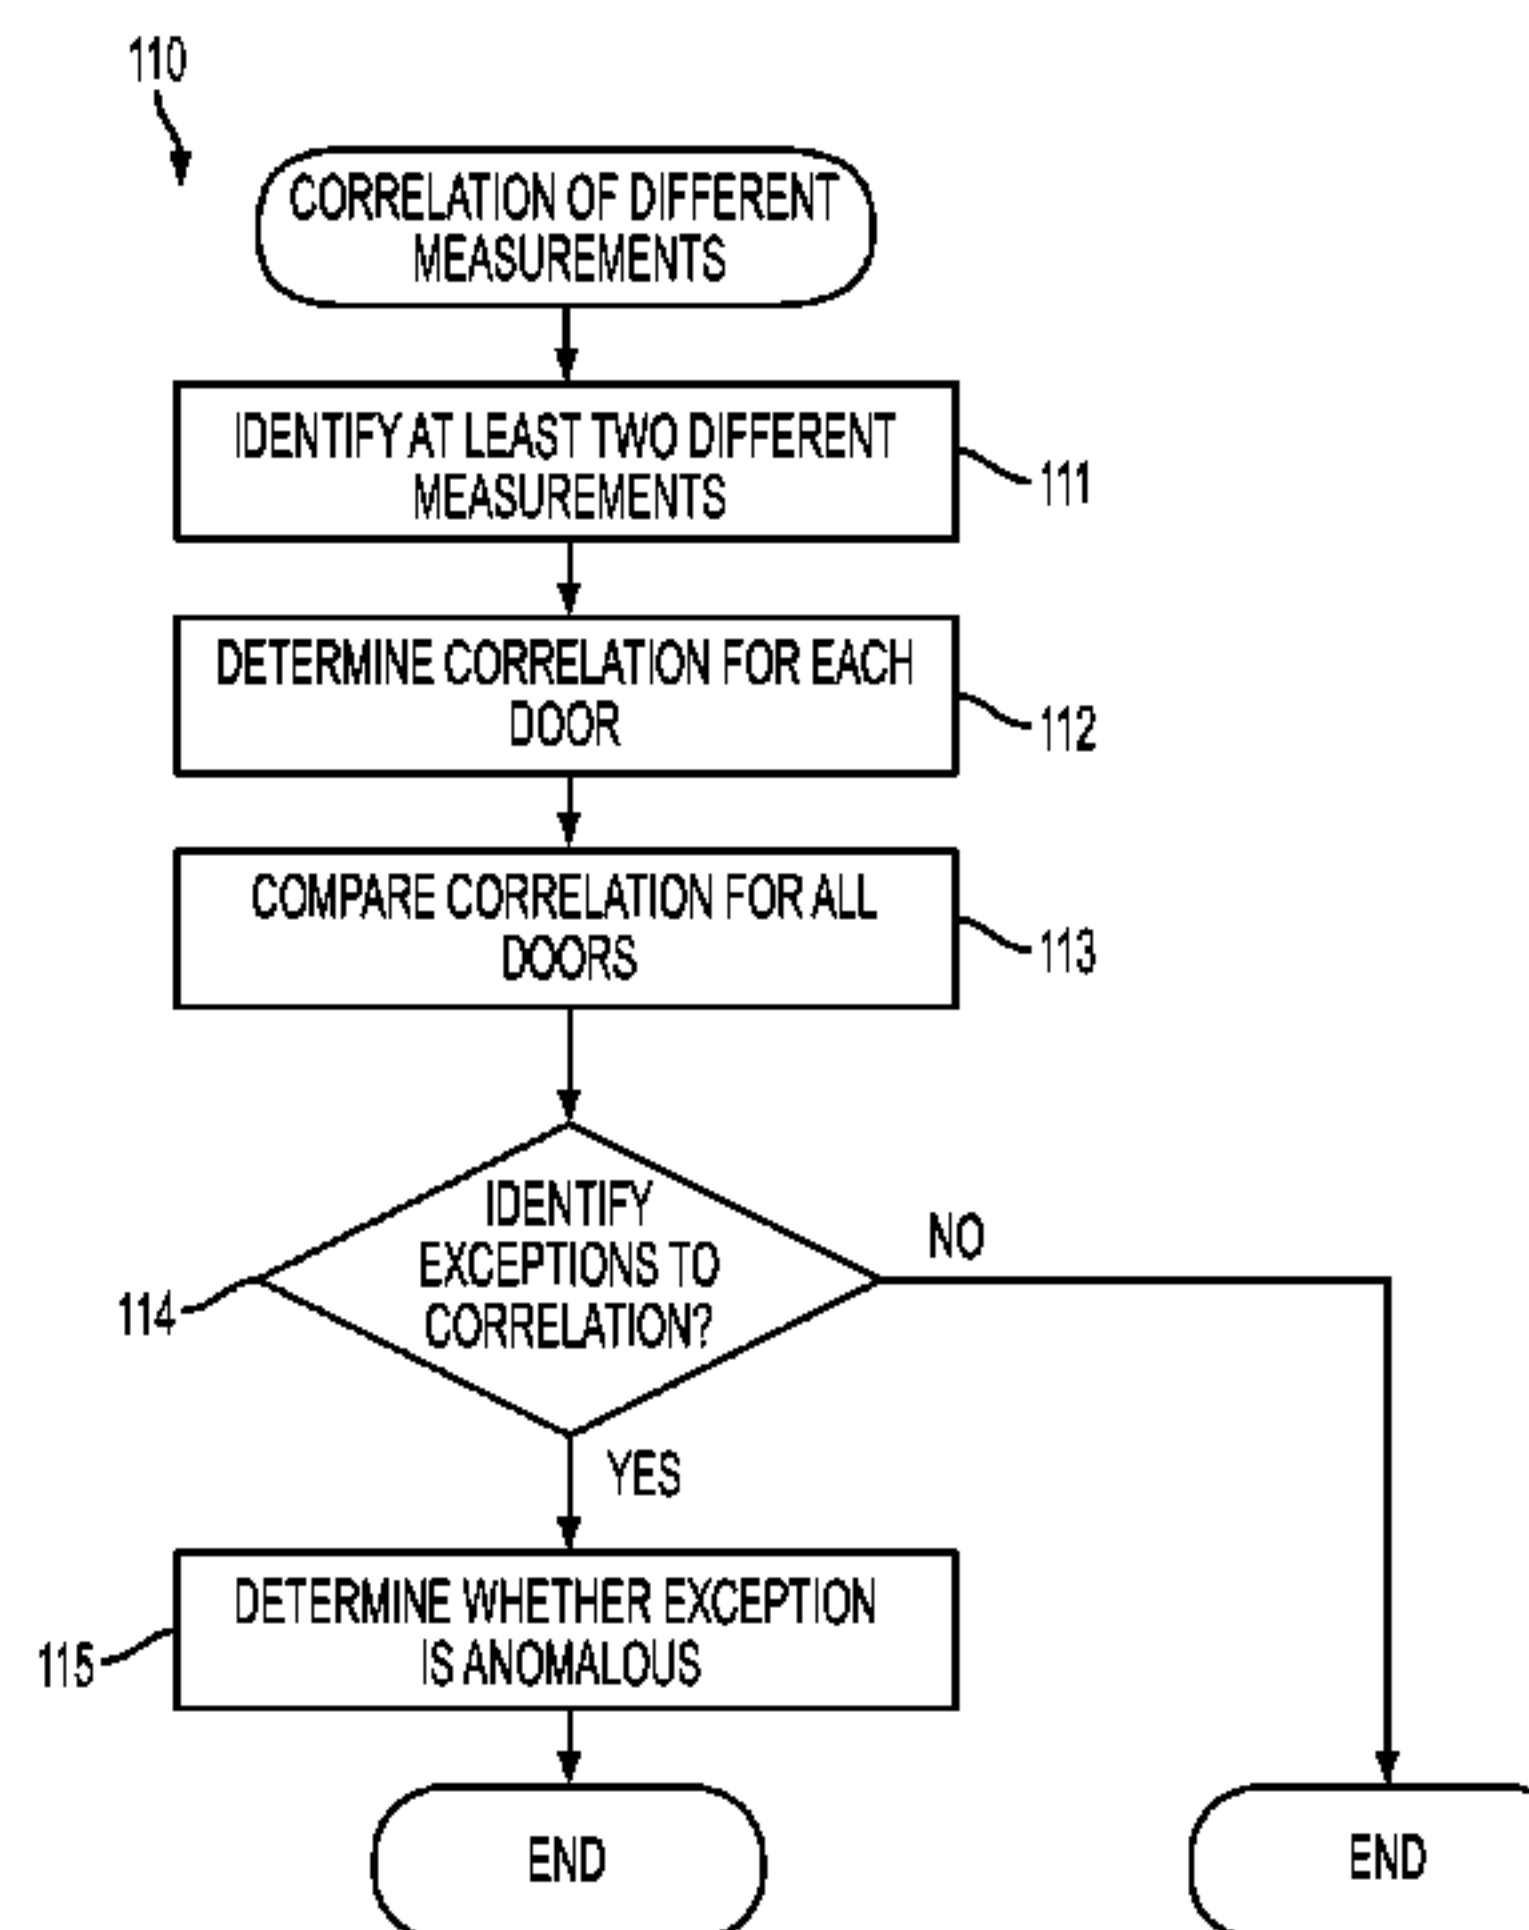 110
CORRELATION OF DIFFERENT
MEASUREMENTS
IDENTIFY AT LEAST TWO DIFFERENT
MEASUREMENTS
111
DETERMINE CORRELATION FOR EACH
DOOR
112
COMPARE CORRELATION FOR ALL
DOORS
113
IDENTIFY
EXCEPTIONS TO
CORRELATION?
114
NO
YES
DETERMINE WHETHER EXCEPTION
IS ANOMALOUS
115
END
END